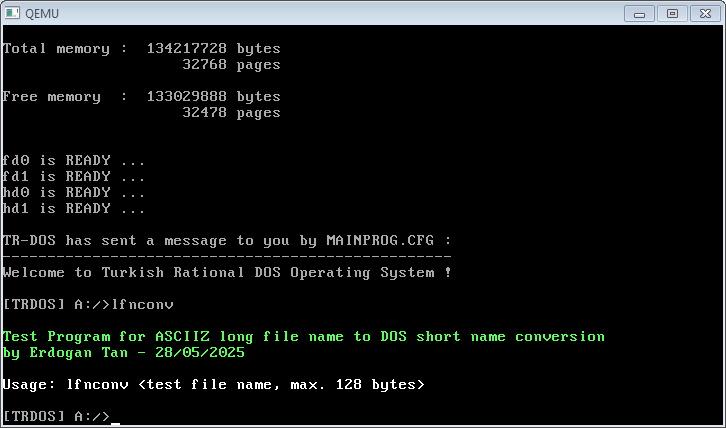 QEMU
Total memory :  134217728 bytes
                    32768 pages
Free memory  :  133029888 bytes
                    32478 pages
fd0 is READY ...
fd1 is READY ...
hd0 is READY ...
hd1 is READY ...
TR-DOS has sent a message to you by MAINPROG.CFG :
--------------------------------------------------
Welcome to Turkish Rational DOS Operating System !
[TRDOS] A:/>lfnconv
Test Program for ASCIIZ long file name to DOS short name conversion
by Erdogan Tan - 28/05/2025
Usage: lfnconv <test file name, max. 128 bytes>
[TRDOS] A:/>_